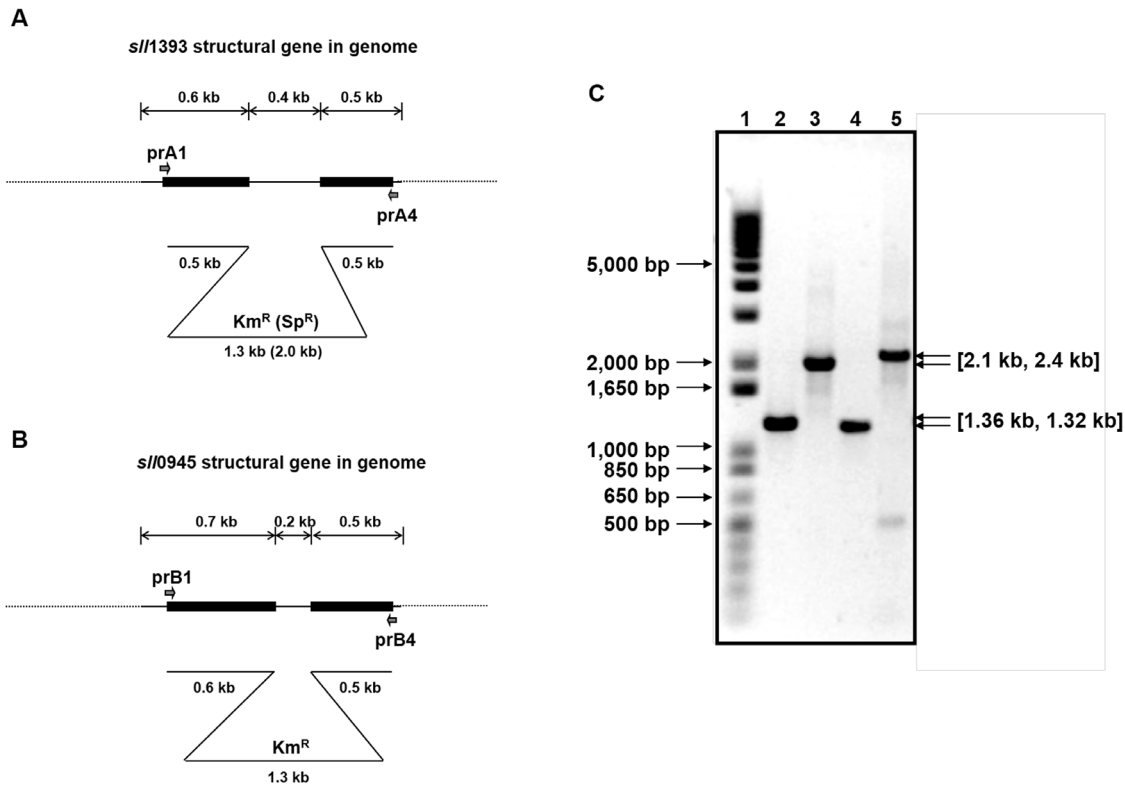 A
sll1393 structural gene in genome
0.6 kb 0.4 kb 0.5 kb
prA1
prA4
0.5 kb 0.5 kb
Kmᴿ (Spᴿ)
1.3 kb (2.0 kb)
B
sll0945 structural gene in genome
0.7 kb 0.2 kb 0.5 kb
prB1
prB4
0.6 kb 0.5 kb
Kmᴿ
1.3 kb
C
1 2 3 4 5
5,000 bp
2,000 bp
1,650 bp
1,000 bp
850 bp
650 bp
500 bp
[2.1 kb, 2.4 kb]
[1.36 kb, 1.32 kb]